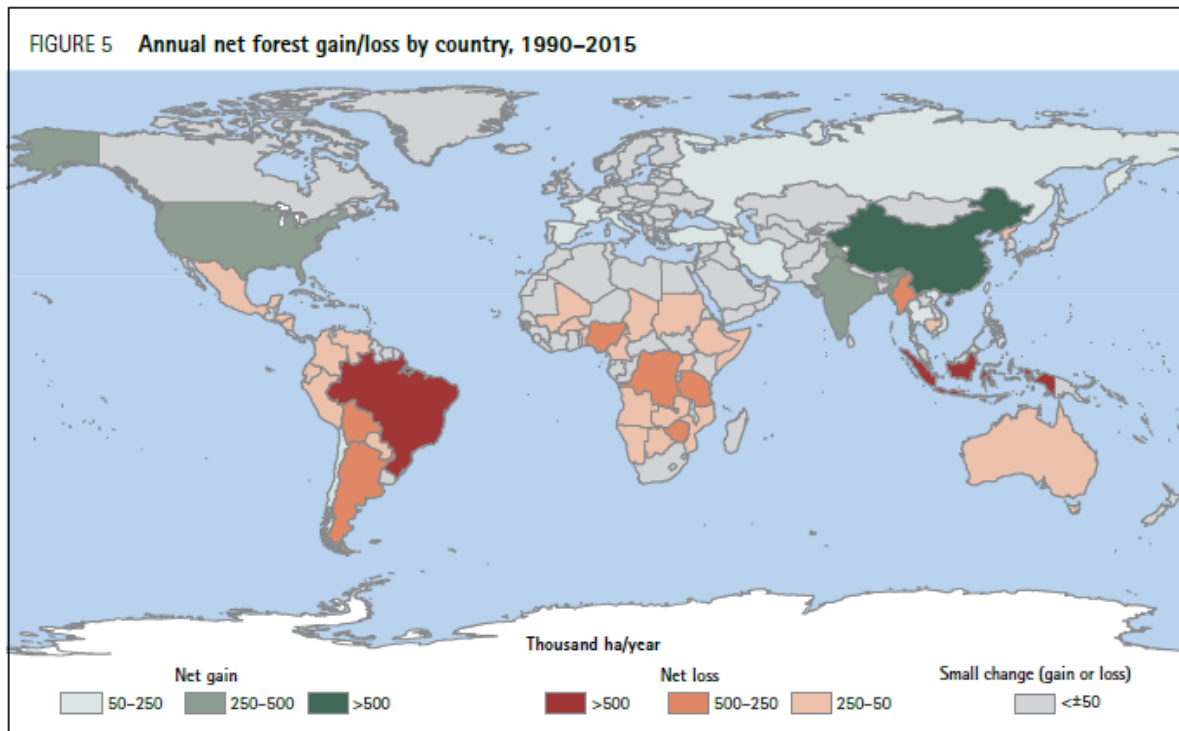 FIGURE 5 Annual net forest gain/loss by country, 1990–2015
Thousand ha/year
Net gain
50–250
250–500
>500
Net loss
>500
500–250
250–50
Small change (gain or loss)
<±50